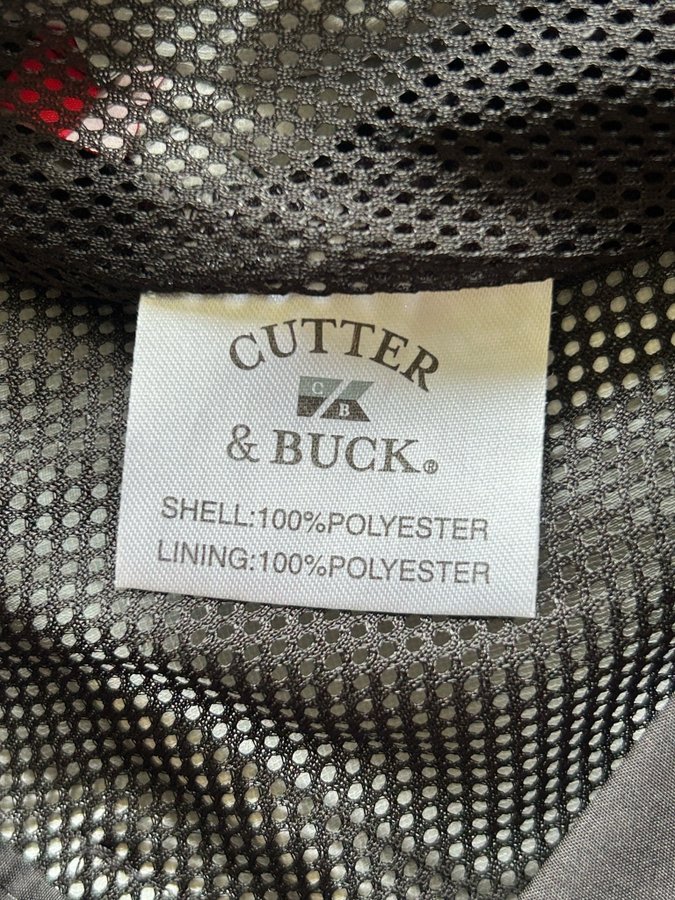 CUTTER
C
B
& BUCK®
SHELL:100%POLYESTER
LINING:100%POLYESTER